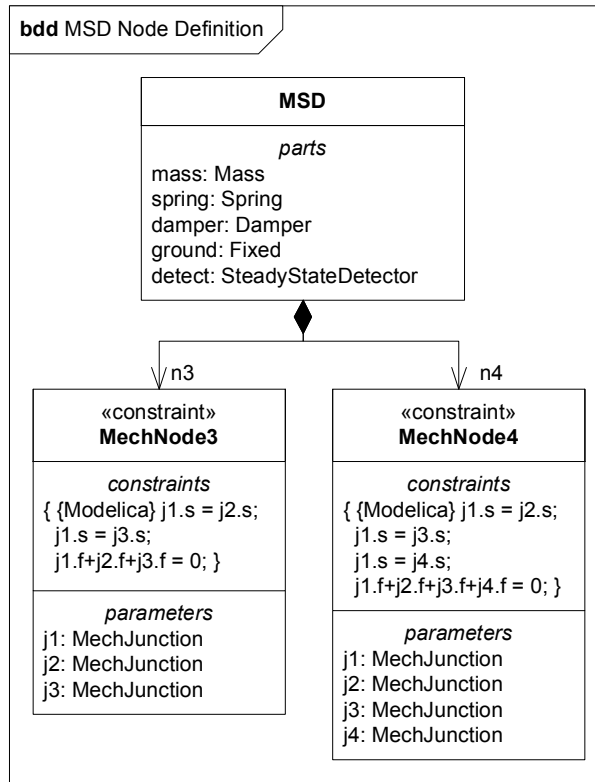 bdd MSD Node Definition
MSD
parts
mass: Mass
spring: Spring
damper: Damper
ground: Fixed
detect: SteadyStateDetector
n3
n4
«constraint»
MechNode3
constraints
{ {Modelica} j1.s = j2.s;
j1.s = j3.s;
j1.f+j2.f+j3.f = 0; }
parameters
j1: MechJunction
j2: MechJunction
j3: MechJunction
«constraint»
MechNode4
constraints
{ {Modelica} j1.s = j2.s;
j1.s = j3.s;
j1.s = j4.s;
j1.f+j2.f+j3.f+j4.f = 0; }
parameters
j1: MechJunction
j2: MechJunction
j3: MechJunction
j4: MechJunction